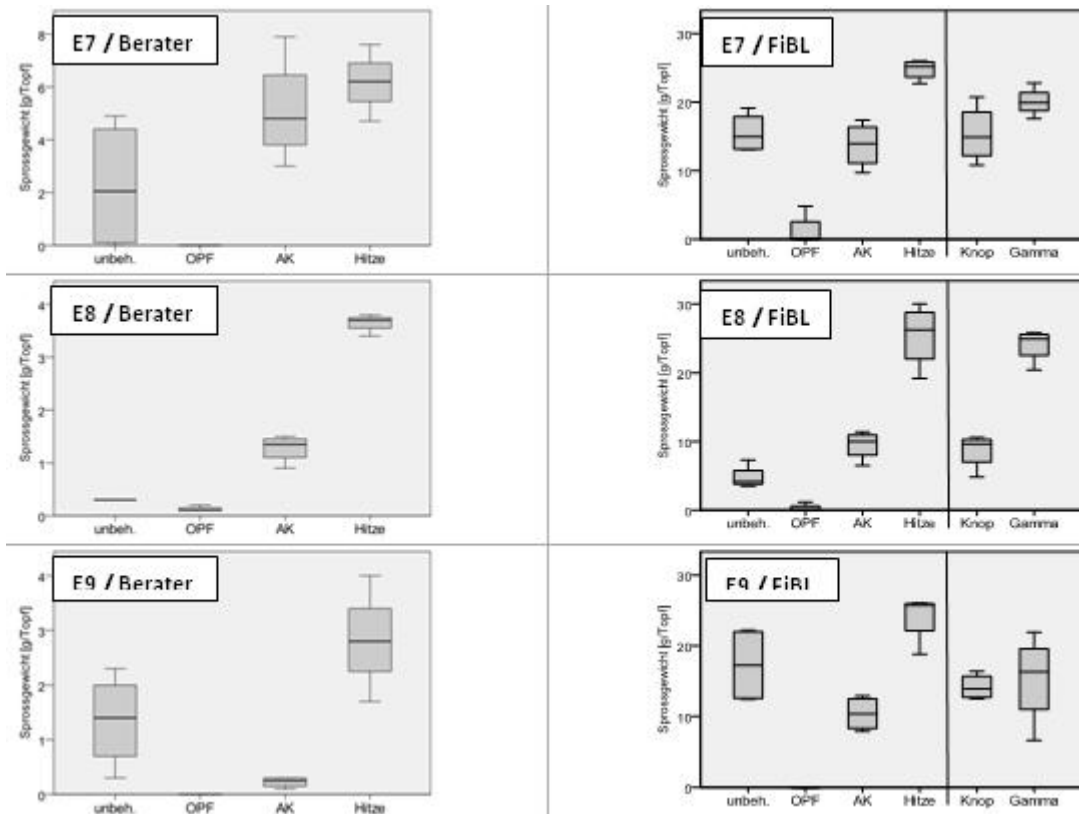 E7 / Berater
Sprossgewicht [g/Topf]
8
6
4
2
0
unbeh. OPF AK Hitze
E7 / FiBL
Sprossgewicht [g/Topf]
30
20
10
0
unbeh. OPF AK Hitze Knop Gamma
E8 / Berater
Sprossgewicht [g/Topf]
4
3
2
1
0
unbeh. OPF AK Hitze
E8 / FiBL
Sprossgewicht [g/Topf]
30
20
10
0
unbeh. OPF AK Hitze Knop Gamma
E9 / Berater
Sprossgewicht [g/Topf]
4
3
2
1
0
unbeh. OPF AK Hitze
E9 / FiBL
Sprossgewicht [g/Topf]
30
20
10
0
unbeh. OPF AK Hitze Knop Gamma